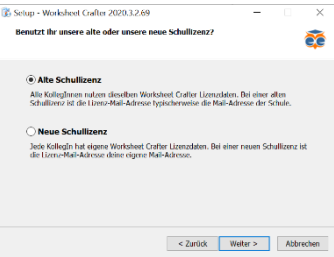 Setup - Worksheet Crafter 2020.3.2.69
Benutzt Ihr unsere alte oder unsere neue Schullizenz?
Alte Schullizenz
Alle KollegInnen nutzen dieselben Worksheet Crafter Lizenzdaten. Bei einer alten
Schullizenz ist die Lizenz-Mail-Adresse typischerweise die Mail-Adresse der Schule.
Neue Schullizenz
Jede KollegIn hat eigene Worksheet Crafter Lizenzdaten. Bei einer neuen Schullizenz ist
die Lizenz-Mail-Adresse deine eigene Mail-Adresse.
< Zurück Weiter > Abbrechen